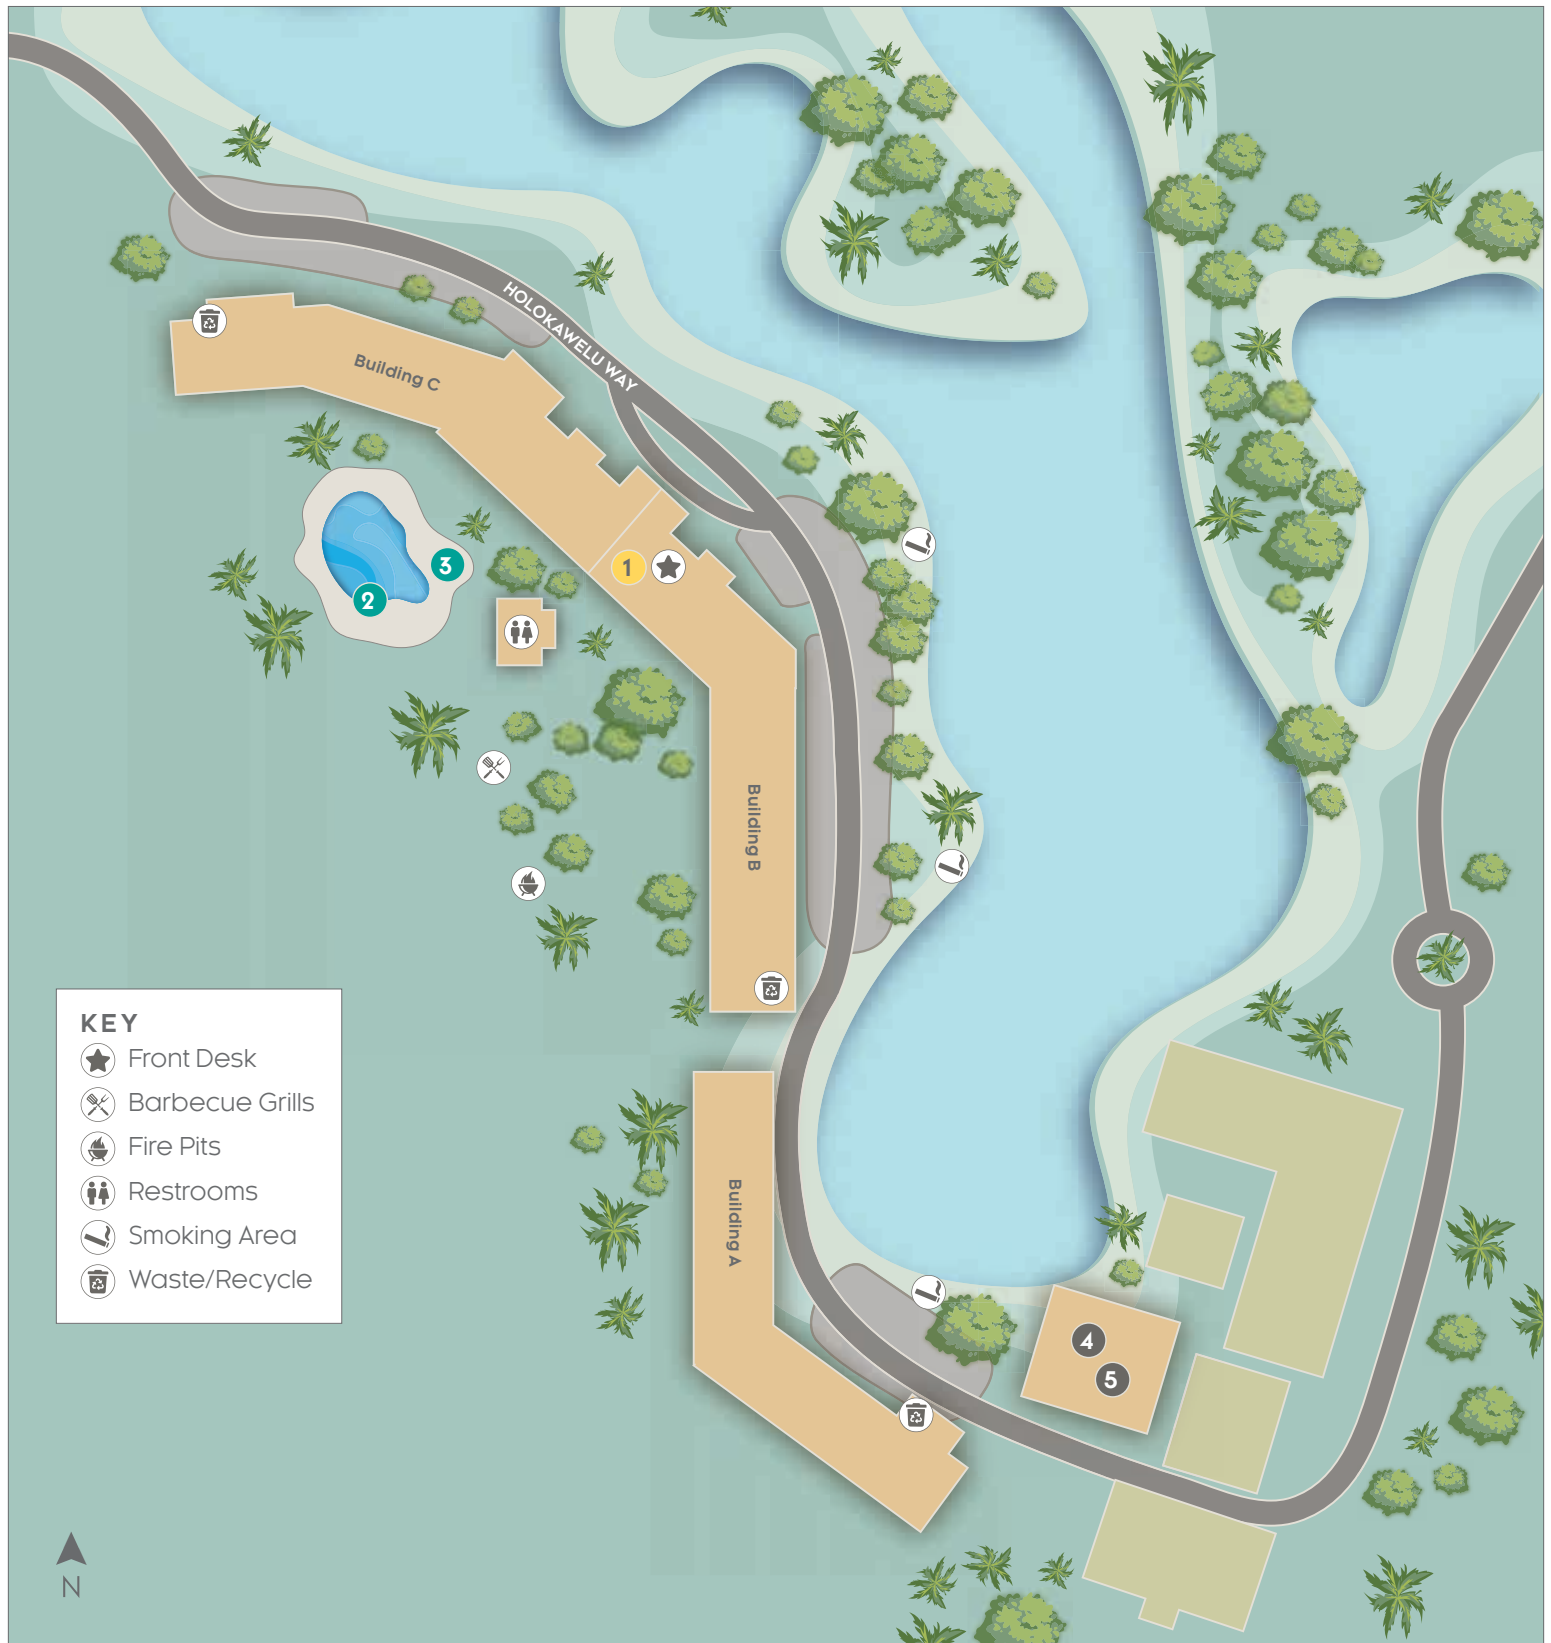 HOLOKAWELU WAY
Building C
1
3
2
Building B
KEY
Front Desk
Barbecue Grills
Fire Pits
Restrooms
Smoking Area
Waste/Recycle
Building A
4
5
N